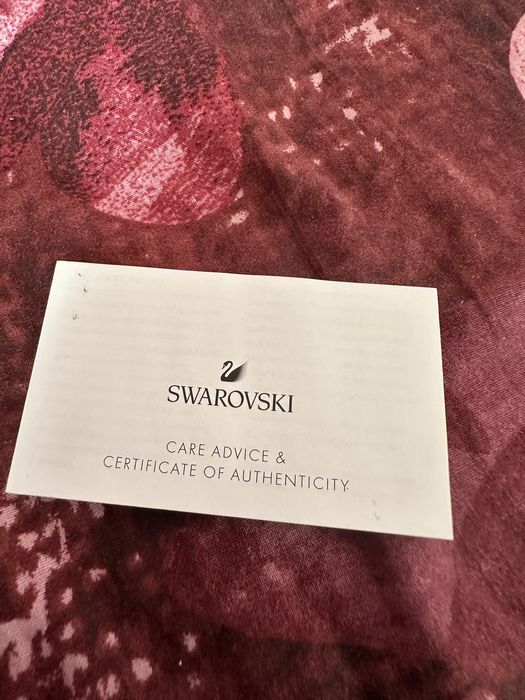 SWAROVSKI
CARE ADVICE &
CERTIFICATE OF AUTHENTICITY